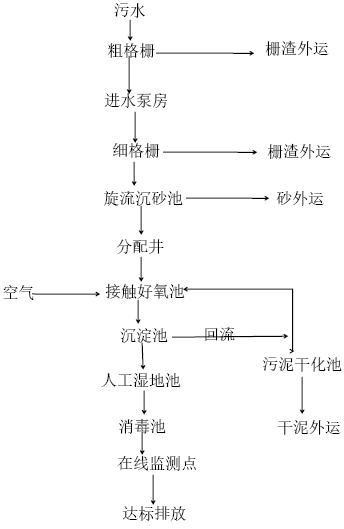 污水
粗格栅 栅渣外运
进水泵房
细格栅 栅渣外运
旋流沉砂池 砂外运
分配井
空气 接触好氧池
沉淀池 回流
污泥干化池
人工湿地池
消毒池 干泥外运
在线监测点
达标排放